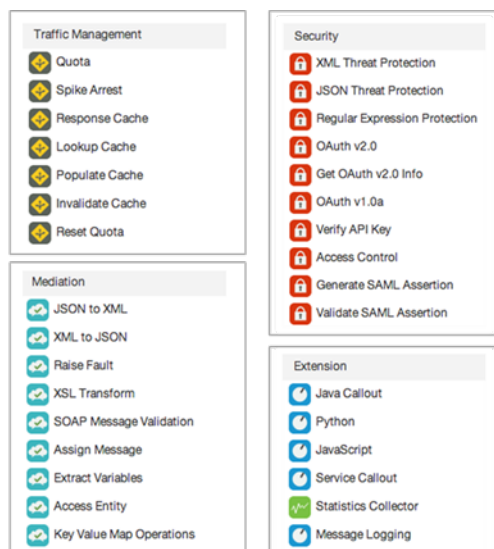 Traffic Management
Quota
Spike Arrest
Response Cache
Lookup Cache
Populate Cache
Invalidate Cache
Reset Quota
Mediation
JSON to XML
XML to JSON
Raise Fault
XSL Transform
SOAP Message Validation
Assign Message
Extract Variables
Access Entity
Key Value Map Operations
Security
XML Threat Protection
JSON Threat Protection
Regular Expression Protection
OAuth v2.0
Get OAuth v2.0 Info
OAuth v1.0a
Verify API Key
Access Control
Generate SAML Assertion
Validate SAML Assertion
Extension
Java Callout
Python
JavaScript
Service Callout
Statistics Collector
Message Logging